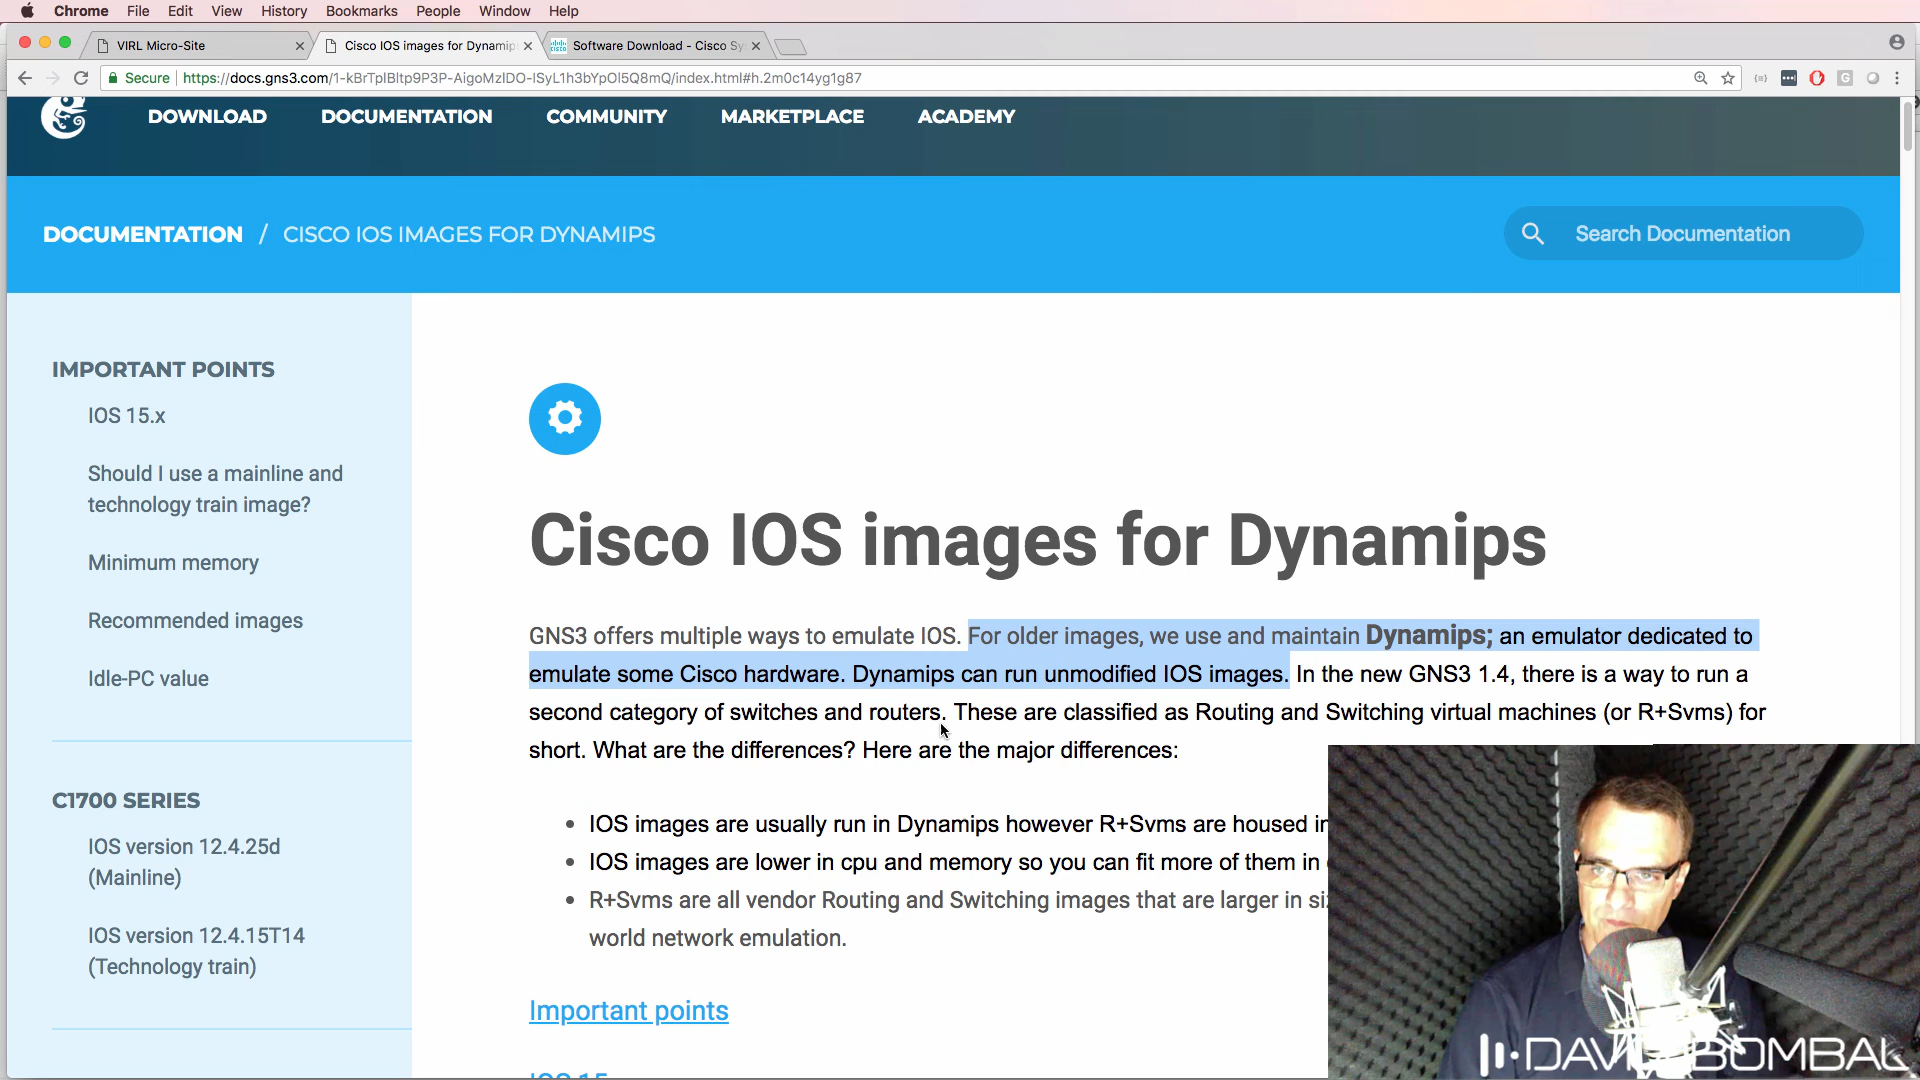 Chrome File Edit View History Bookmarks People Window Help
VIRL Micro-Site
Cisco IOS images for Dynamip
Software Download - Cisco Sy
Secure https://docs.gns3.com/
DOWNLOAD DOCUMENTATION COMMUNITY MARKETPLACE ACADEMY
DOCUMENTATION / CISCO IOS IMAGES FOR DYNAMIPS
Search Documentation
IMPORTANT POINTS
IOS 15.x
Should I use a mainline and
technology train image?
Minimum memory
Recommended images
Idle-PC value
C1700 SERIES
IOS version 12.4.25d
(Mainline)
IOS version 12.4.15T14
(Technology train)
Cisco IOS images for Dynamips
GNS3 offers multiple ways to emulate IOS. For older images, we use and maintain Dynamips; an emulator dedicated to
emulate some Cisco hardware. Dynamips can run unmodified IOS images. In the new GNS3 1.4, there is a way to run a
second category of switches and routers. These are classified as Routing and Switching virtual machines (or R+Svms) for
short. What are the differences? Here are the major differences:
IOS images are usually run in Dynamips however R+Svms are housed in
IOS images are lower in cpu and memory so you can fit more of them in
R+Svms are all vendor Routing and Switching images that are larger in
world network emulation.
Important points
IOS 15
DAVID BOMBAL